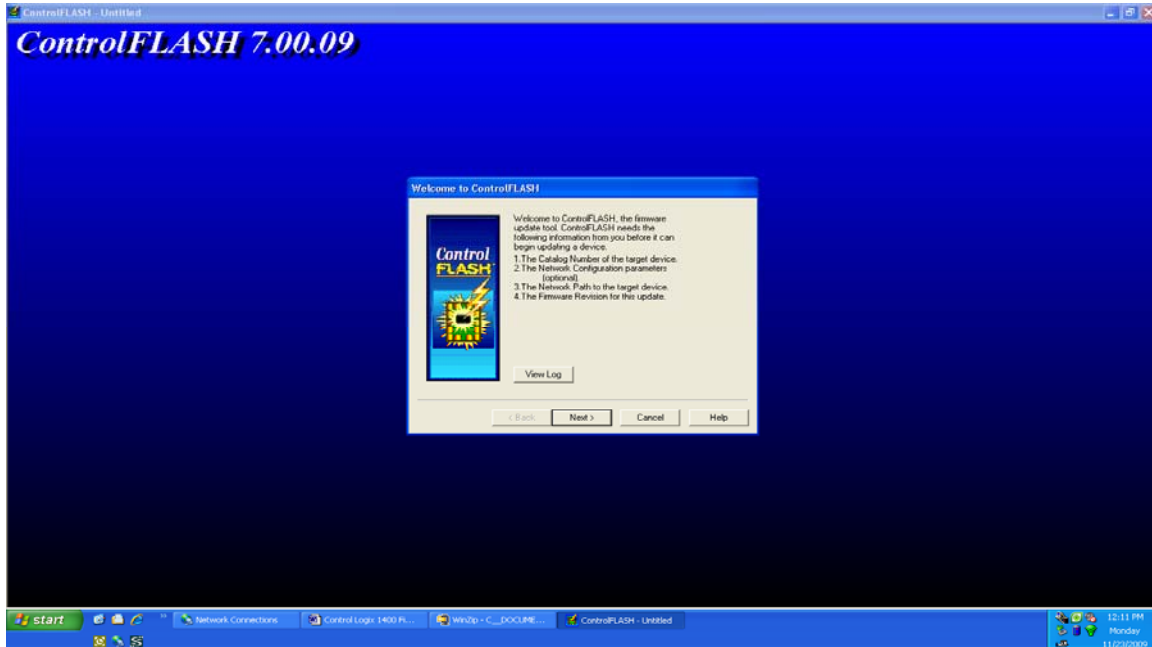 ControlFLASH - Untitled
ControlFLASH 7.00.09
Welcome to ControlFLASH
Control
FLASH
Welcome to ControlFLASH, the firmware
update tool. ControlFLASH needs the
following information from you before it can
begin updating a device.
1.The Catalog Number of the target device.
2.The Network Configuration parameters
(optional).
3.The Network Path to the target device.
4.The Firmware Revision for this update.
View Log
< Back
Next >
Cancel
Help
start
Network Connections
Control Logix 1400 Fi...
WinZip - C__DOCUME...
ControlFLASH - Untitled
12:11 PM
Monday
11/23/2009